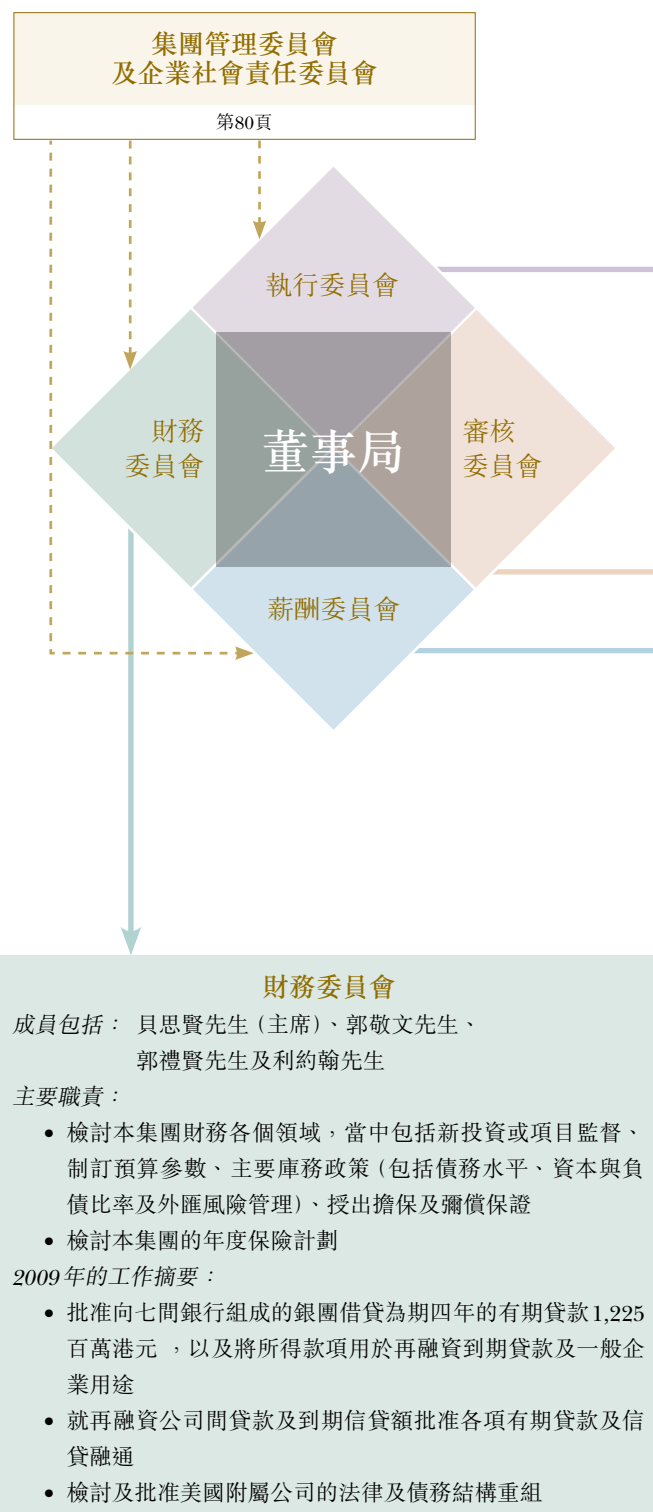 集團管理委員會
及企業社會責任委員會
第80頁
執行委員會
財務
委員會
董事局
審核
委員會
薪酬委員會
財務委員會
成員包括： 貝思賢先生（主席）、郭敬文先生、
郭禮賢先生及利約翰先生
主要職責：
• 檢討本集團財務各個領域，當中包括新投資或項目監督、
制訂預算參數、主要庫務政策（包括債務水平、資本與負
債比率及外匯風險管理）、授出擔保及彌償保證
• 檢討本集團的年度保險計劃
2009年的工作摘要：
• 批准向七間銀行組成的銀團借貸為期四年的有期貸款1,225
百萬港元 ，以及將所得款項用於再融資到期貸款及一般企
業用途
• 就再融資公司間貸款及到期信貸額批准各項有期貸款及信
貸融通
• 檢討及批准美國附屬公司的法律及債務結構重組